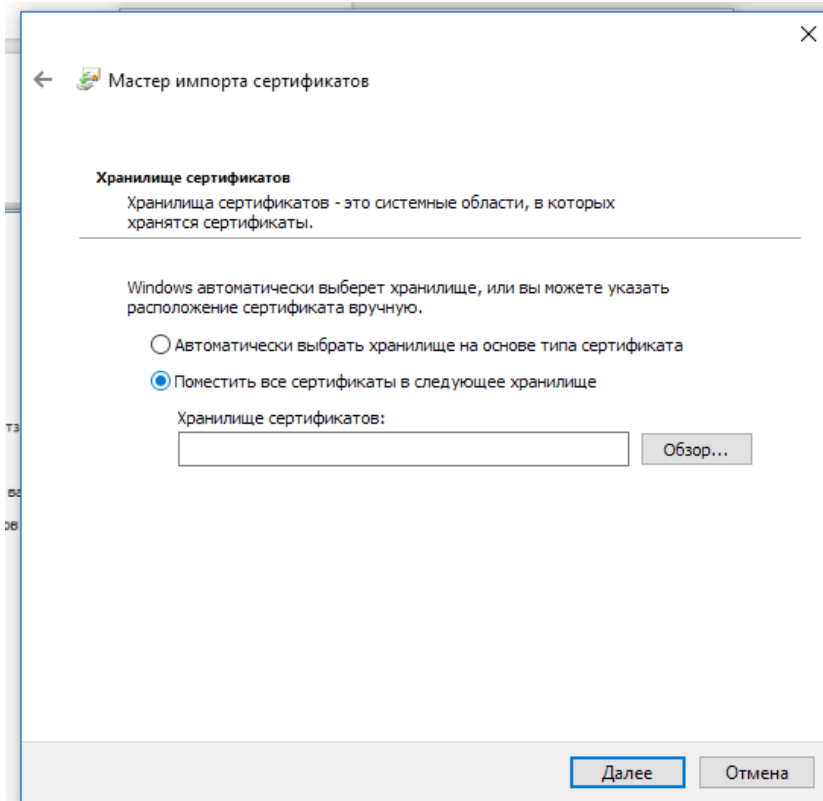 Мастер импорта сертификатов
Хранилище сертификатов
Хранилища сертификатов - это системные области, в которых
хранятся сертификаты.
Windows автоматически выберет хранилище, или вы можете указать
расположение сертификата вручную.
Автоматически выбрать хранилище на основе типа сертификата
Поместить все сертификаты в следующее хранилище
Хранилище сертификатов:
Обзор...
Далее
Отмена